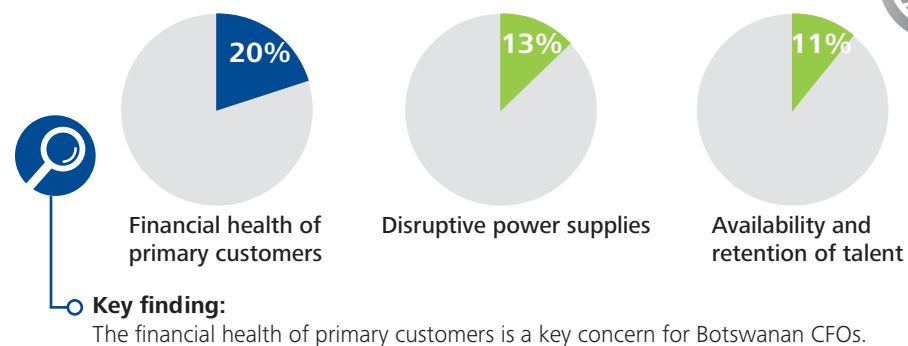 20%
13%
11%
Financial health of
primary customers
Disruptive power supplies
Availability and
retention of talent
Key finding:
The financial health of primary customers is a key concern for Botswanan CFOs.